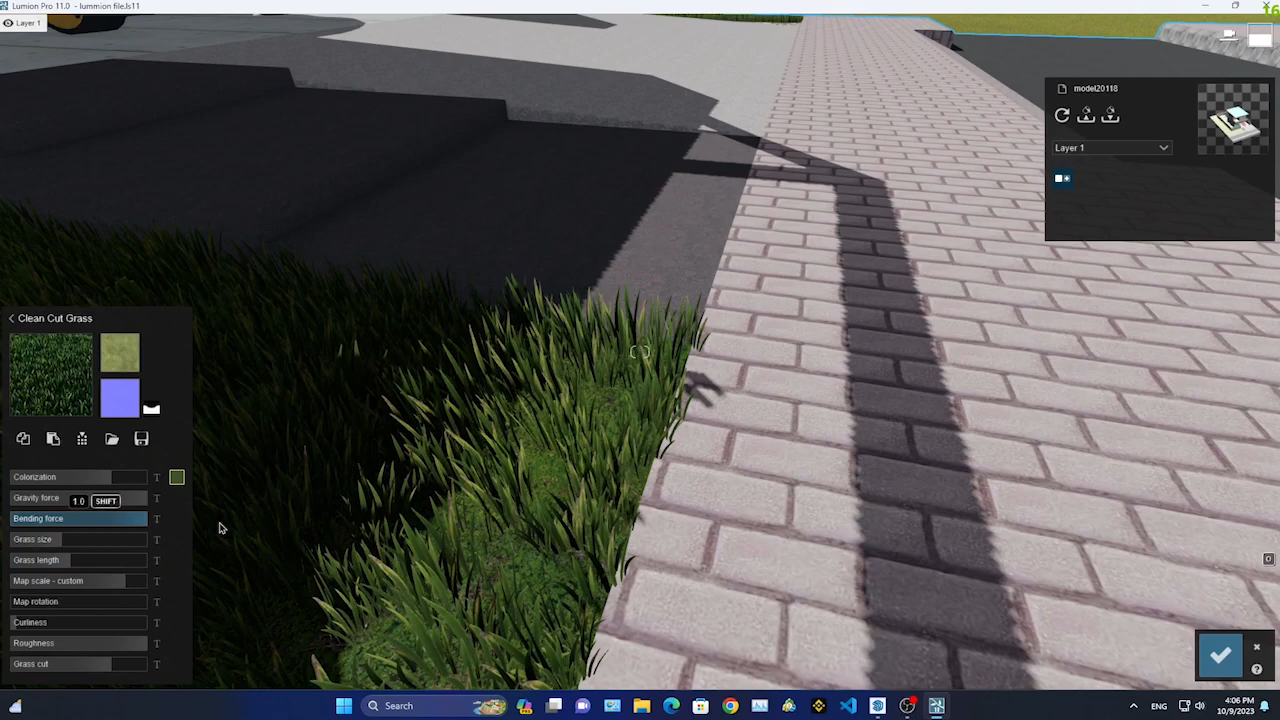 Lumion Pro 11.0 - lummion file.ls11
16
Layer 1
model20118
Layer 1
Clean Cut Grass
Colorization T
Gravity force 1.0 SHIFT T
Bending force T
Grass size T
Grass length T
Map scale - custom T
Map rotation T
Curliness T
Roughness T
Grass cut T
Search
ENG
4:06 PM
10/9/2023